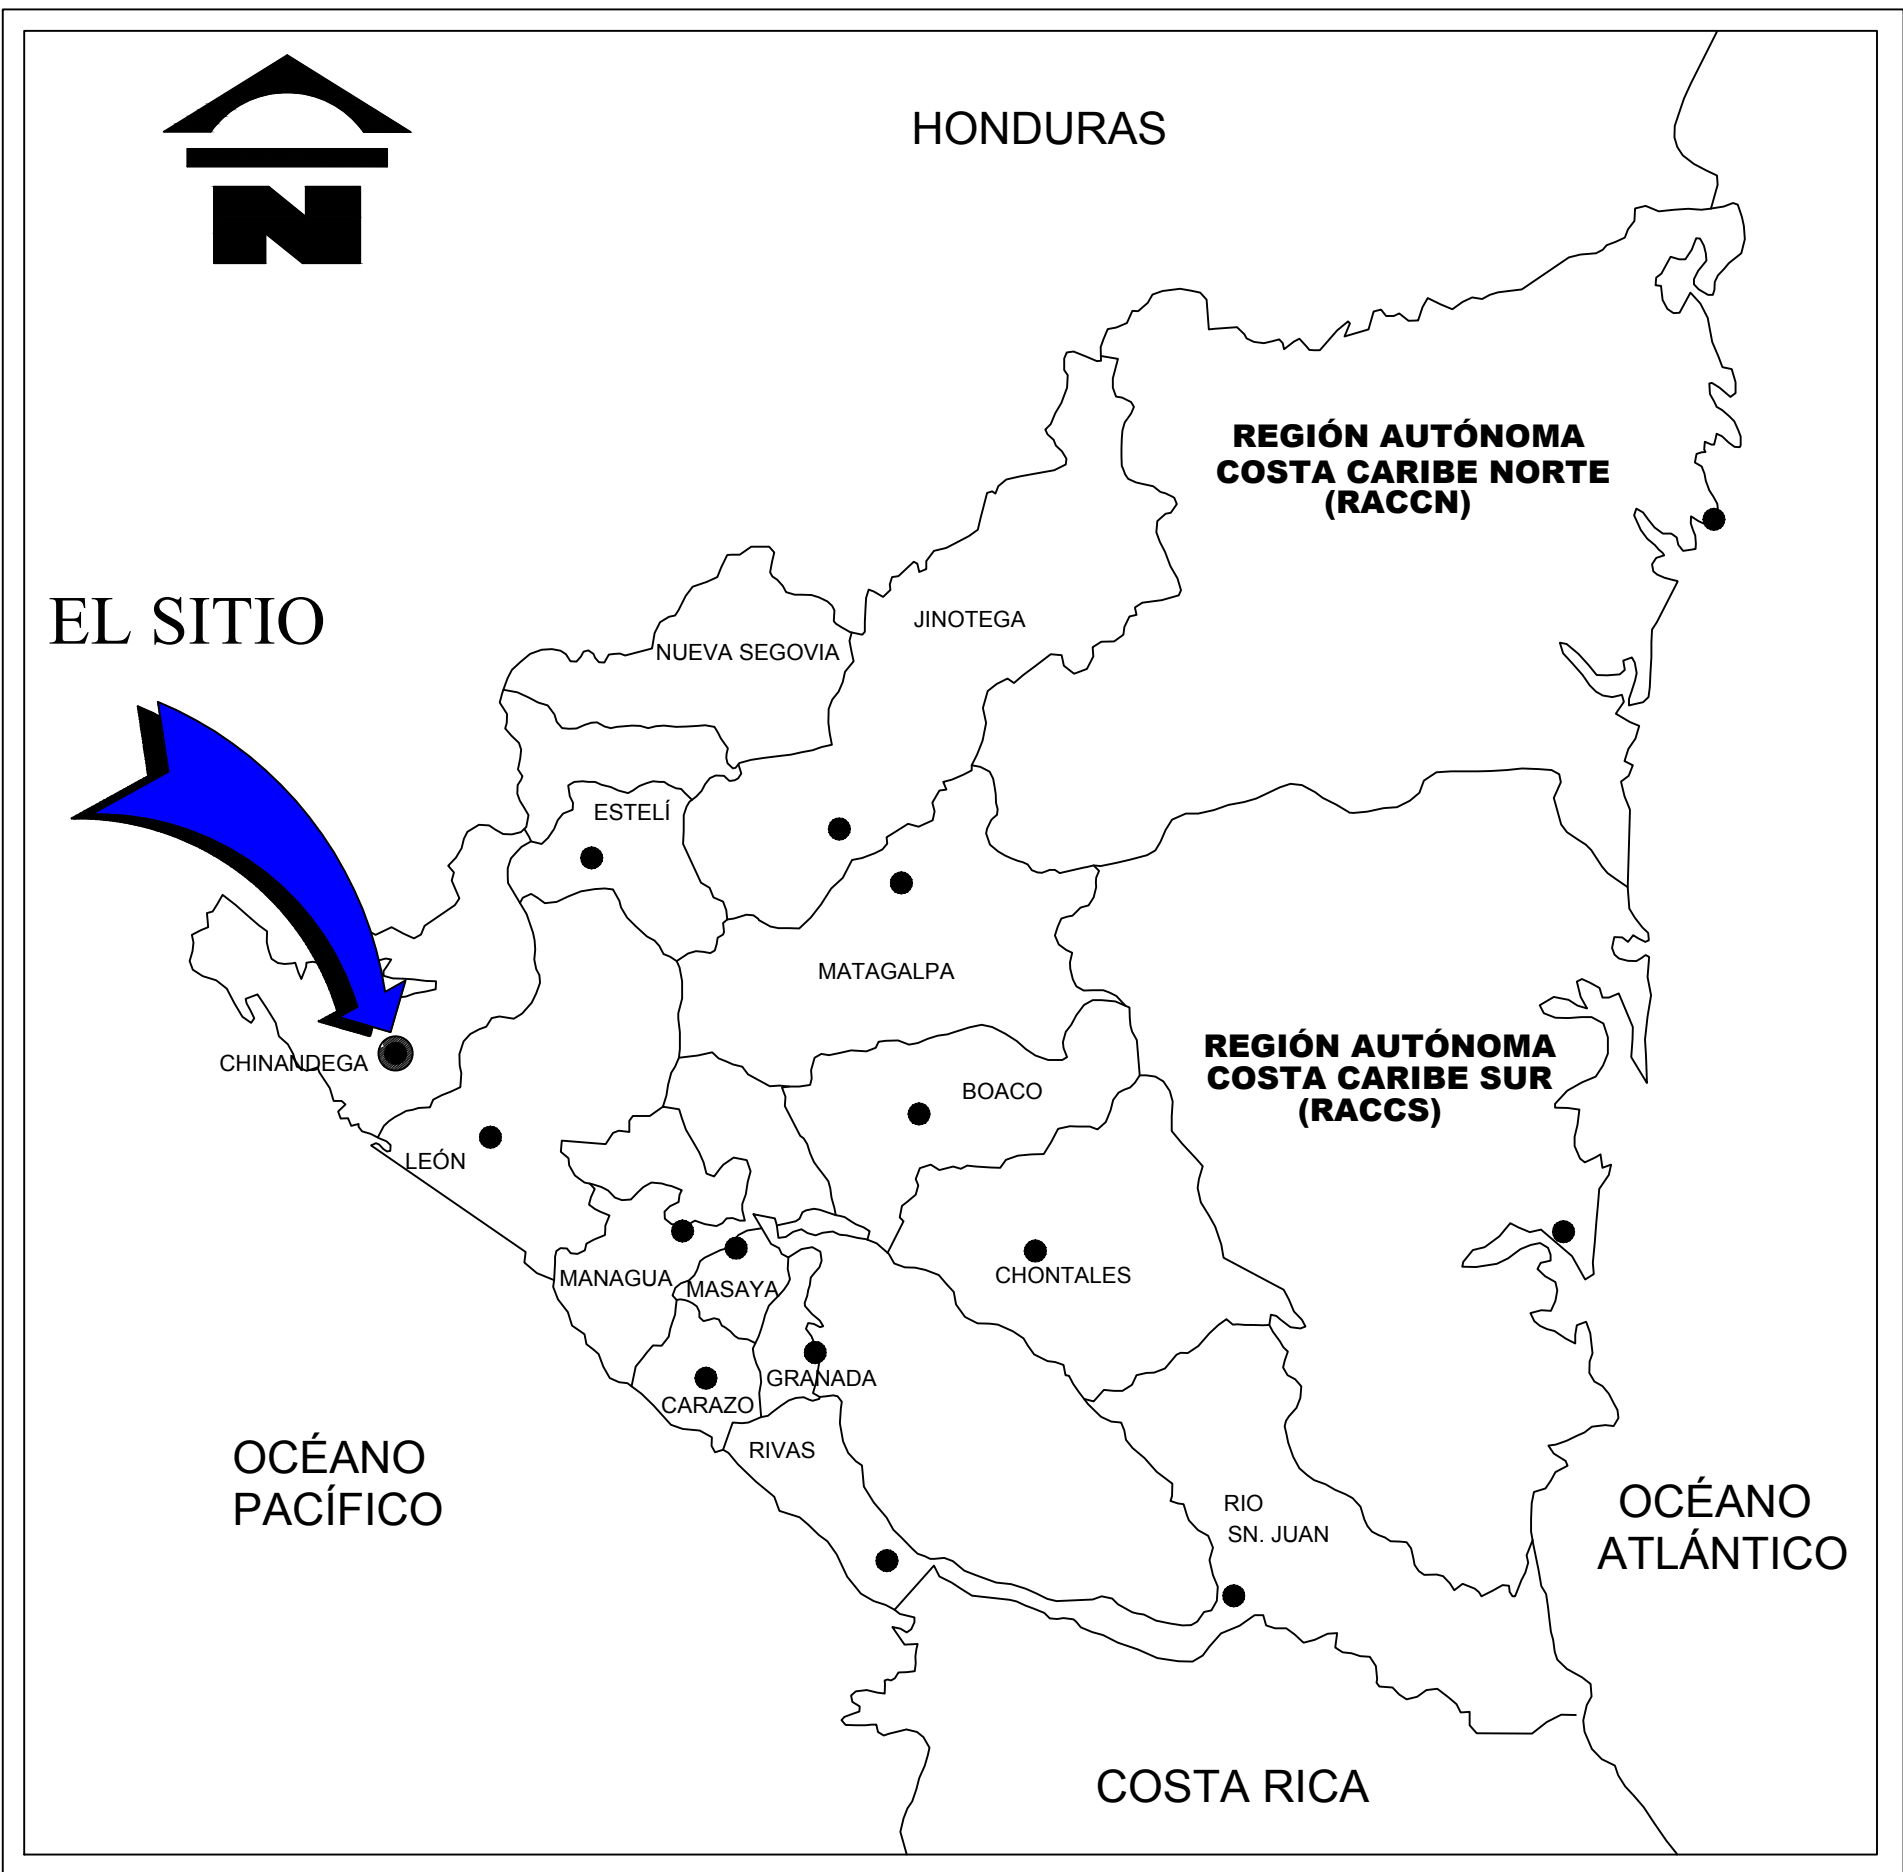 N
HONDURAS
REGIÓN AUTÓNOMA
COSTA CARIBE NORTE
(RACCN)
EL SITIO
JINOTEGA
NUEVA SEGOVIA
ESTELÍ
MATAGALPA
REGIÓN AUTÓNOMA
COSTA CARIBE SUR
(RACCS)
CHINANDEGA
BOACO
LEÓN
MANAGUA
MASAYA
CHONTALES
GRANADA
CARAZO
RIVAS
OCÉANO
PACÍFICO
RIO
SN. JUAN
OCÉANO
ATLÁNTICO
COSTA RICA